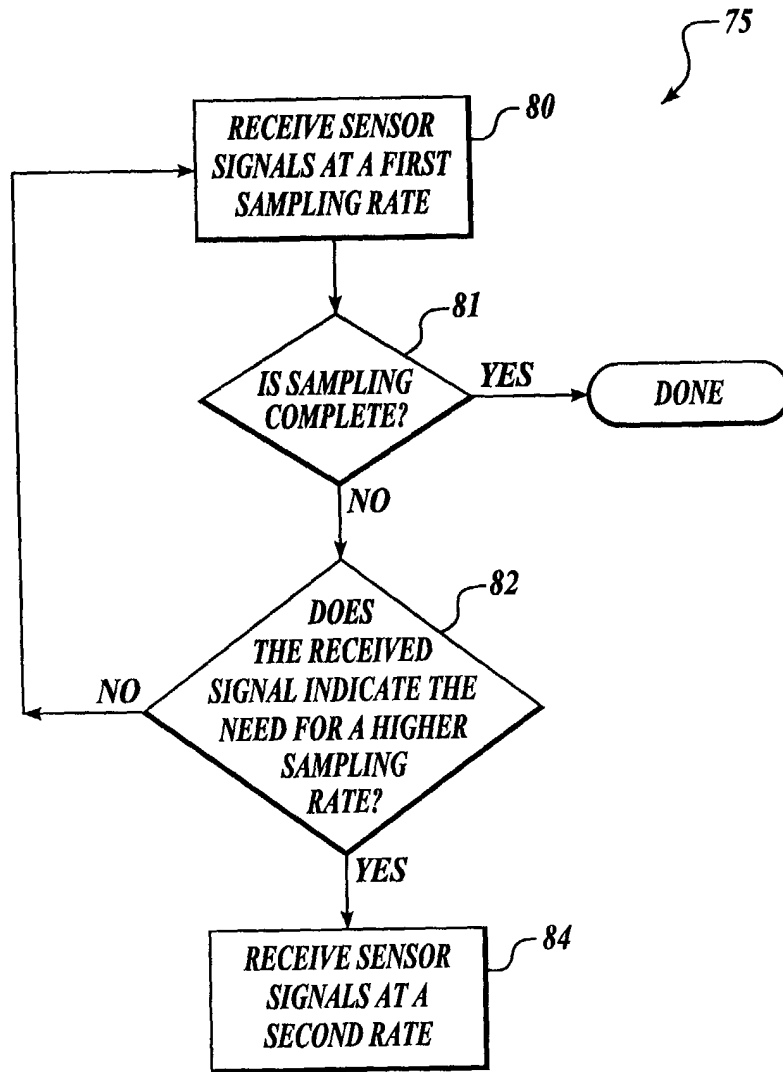 75
RECEIVE SENSOR
SIGNALS AT A FIRST
SAMPLING RATE
80
81
IS SAMPLING
COMPLETE?
YES
DONE
NO
82
DOES
THE RECEIVED
SIGNAL INDICATE THE
NEED FOR A HIGHER
SAMPLING
RATE?
NO
YES
84
RECEIVE SENSOR
SIGNALS AT A
SECOND RATE